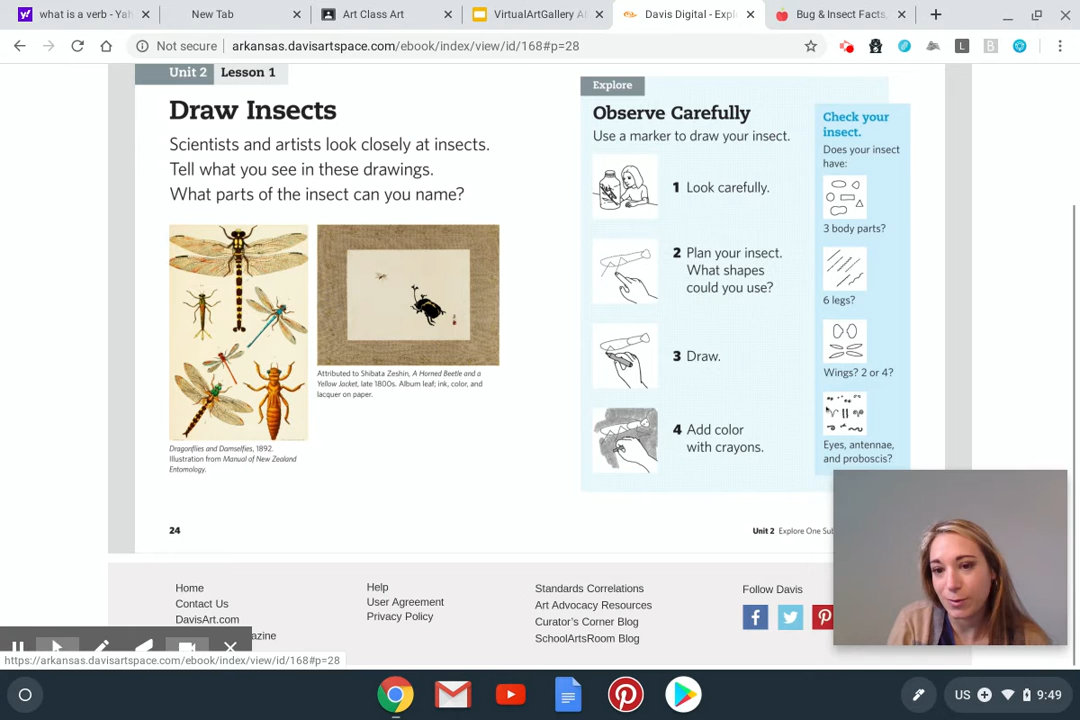 what is a verb - Yah
New Tab
Art Class Art
VirtualArtGallery A
Davis Digital - Expl
Bug & Insect Facts,
Not secure
arkansas.davisartspace.com/ebook/index/view/id/168#p=28
Unit 2 Lesson 1
Draw Insects
Scientists and artists look closely at insects.
Tell what you see in these drawings.
What parts of the insect can you name?
Dragonflies and Damselflies, 1892.
Illustration from Manual of New Zealand
Entomology.
Attributed to Shibata Zeshin, A Horned Beetle and a
Yellow Jacket, late 1800s. Album leaf; ink, color, and
lacquer on paper.
24
Explore
Observe Carefully
Use a marker to draw your insect.
1 Look carefully.
2 Plan your insect.
What shapes
could you use?
3 Draw.
4 Add color
with crayons.
Check your
insect.
Does your insect
have:
3 body parts?
6 legs?
Wings? 2 or 4?
Eyes, antennae,
and proboscis?
Unit 2 Explore One
Home
Contact Us
DavisArt.com
Help
User Agreement
Privacy Policy
Standards Correlations
Art Advocacy Resources
Curator's Corner Blog
SchoolArtsRoom Blog
Follow Davis
https://arkansas.davisartspace.com/ebook/index/view/id/168#p=28
US
9:49